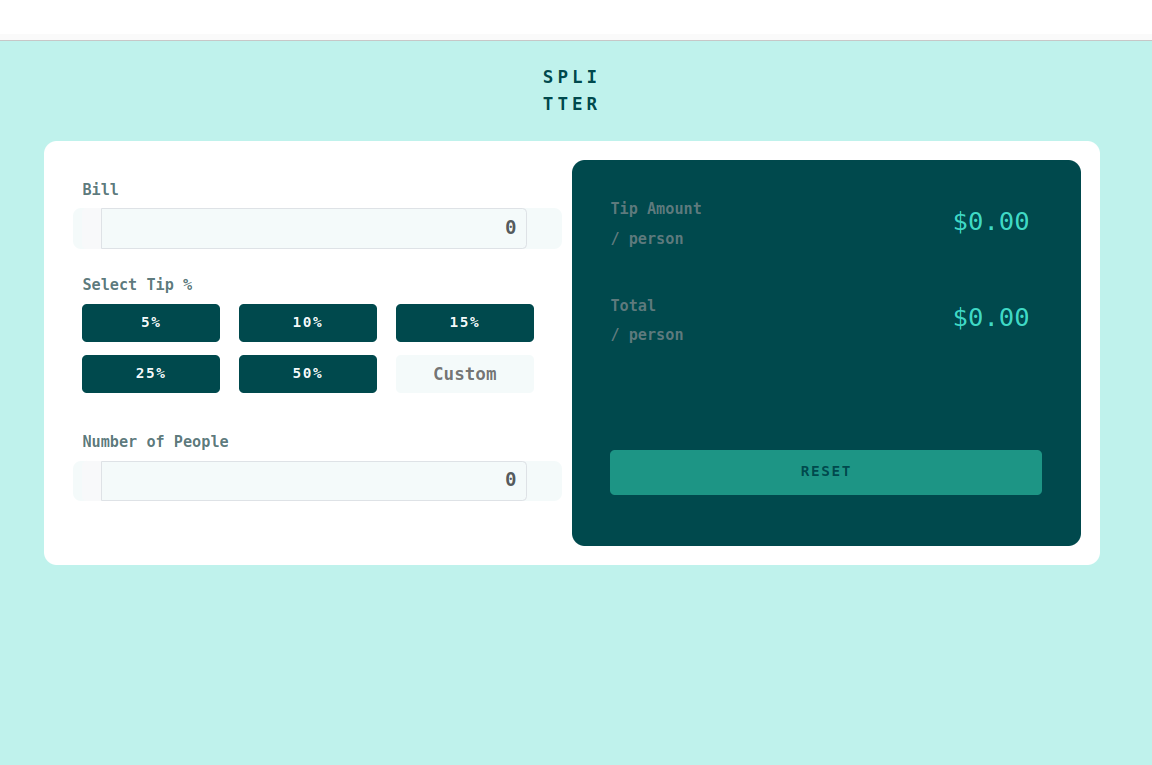 SPLI
TTER
Bill
0
Select Tip %
5%
10%
15%
25%
50%
Custom
Number of People
0
Tip Amount
/ person
$0.00
Total
/ person
$0.00
RESET